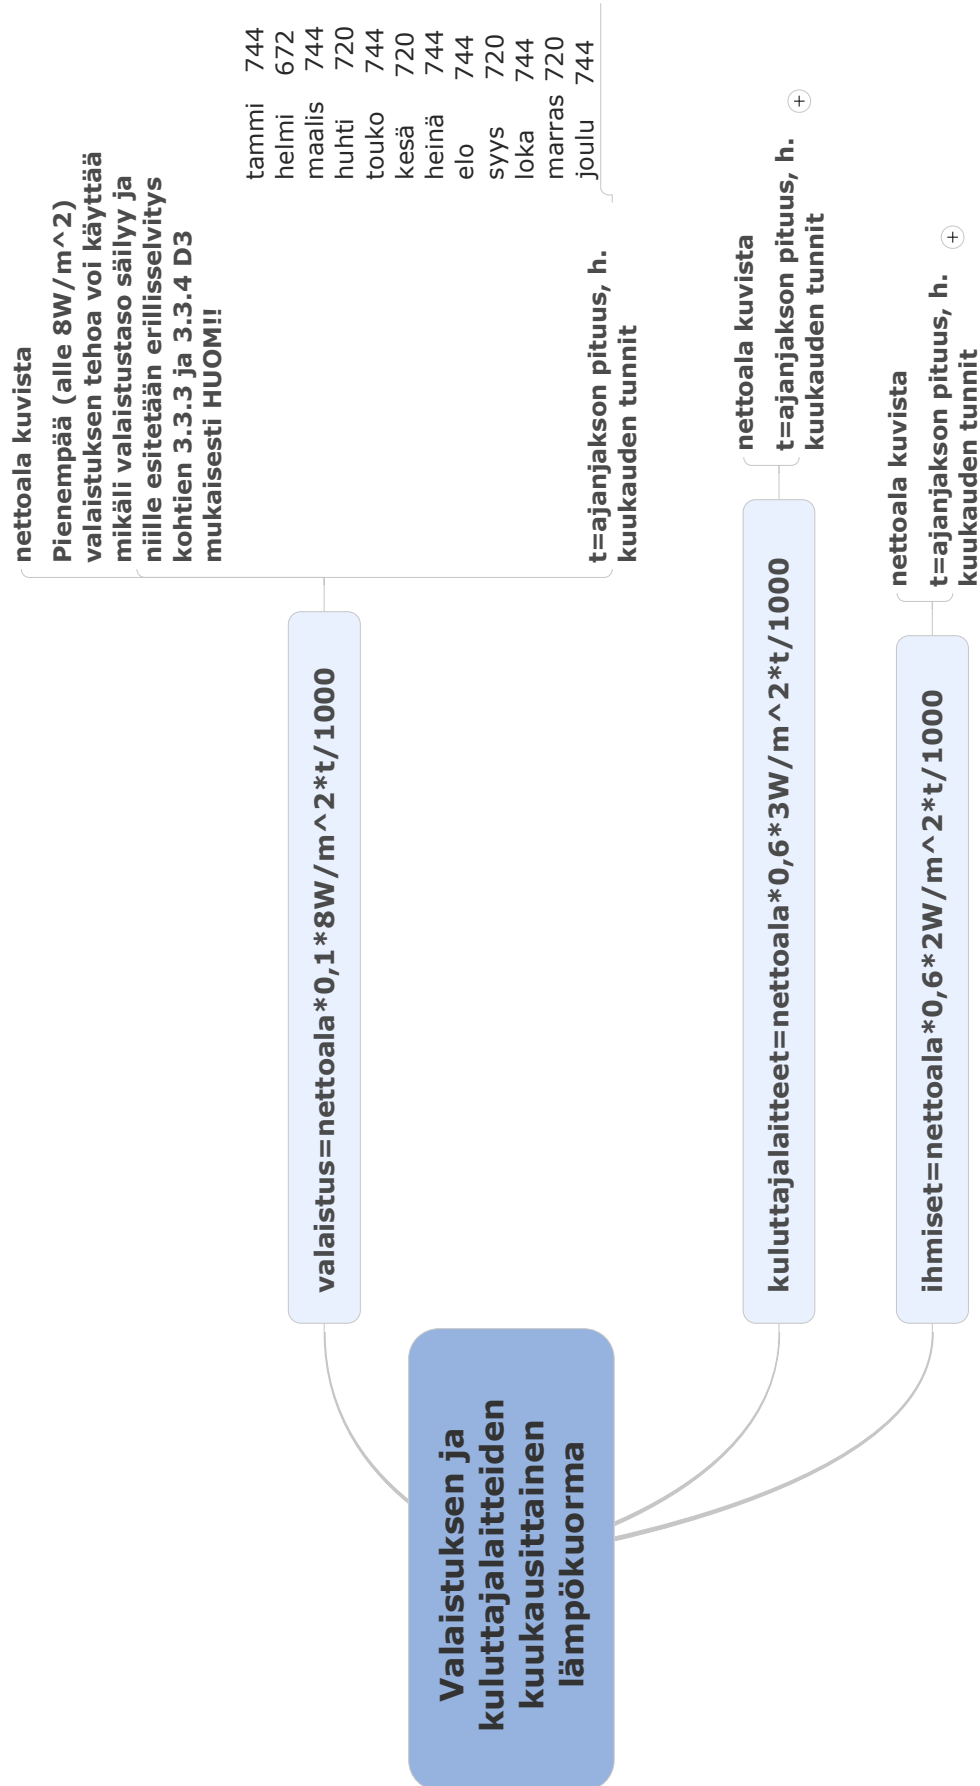 Valaistuksen ja
kuluttajalaitteiden
kuukausittainen
lämpökuorma
valaistus=nettoala*0,1*8W/m^2*t/1000
nettoala kuvista
Pienempää (alle 8W/m^2)
valaistuksen tehoa voi käyttää
mikäli valaistustaso säilyy ja
niille esitetään erillisselvitys
kohtien 3.3.3 ja 3.3.4 D3
mukaisesti HUOM!!
t=ajanjakson pituus, h.
kuukauden tunnit
tammi 744
helmi 672
maalis 744
huhti 720
touko 744
kesä 720
heinä 744
elo 744
syys 720
loka 744
marras 720
joulu 744
kuluttajalaitteet=nettoala*0,6*3W/m^2*t/1000
nettoala kuvista
t=ajanjakson pituus, h.
kuukauden tunnit
ihmiset=nettoala*0,6*2W/m^2*t/1000
nettoala kuvista
t=ajanjakson pituus, h.
kuukauden tunnit